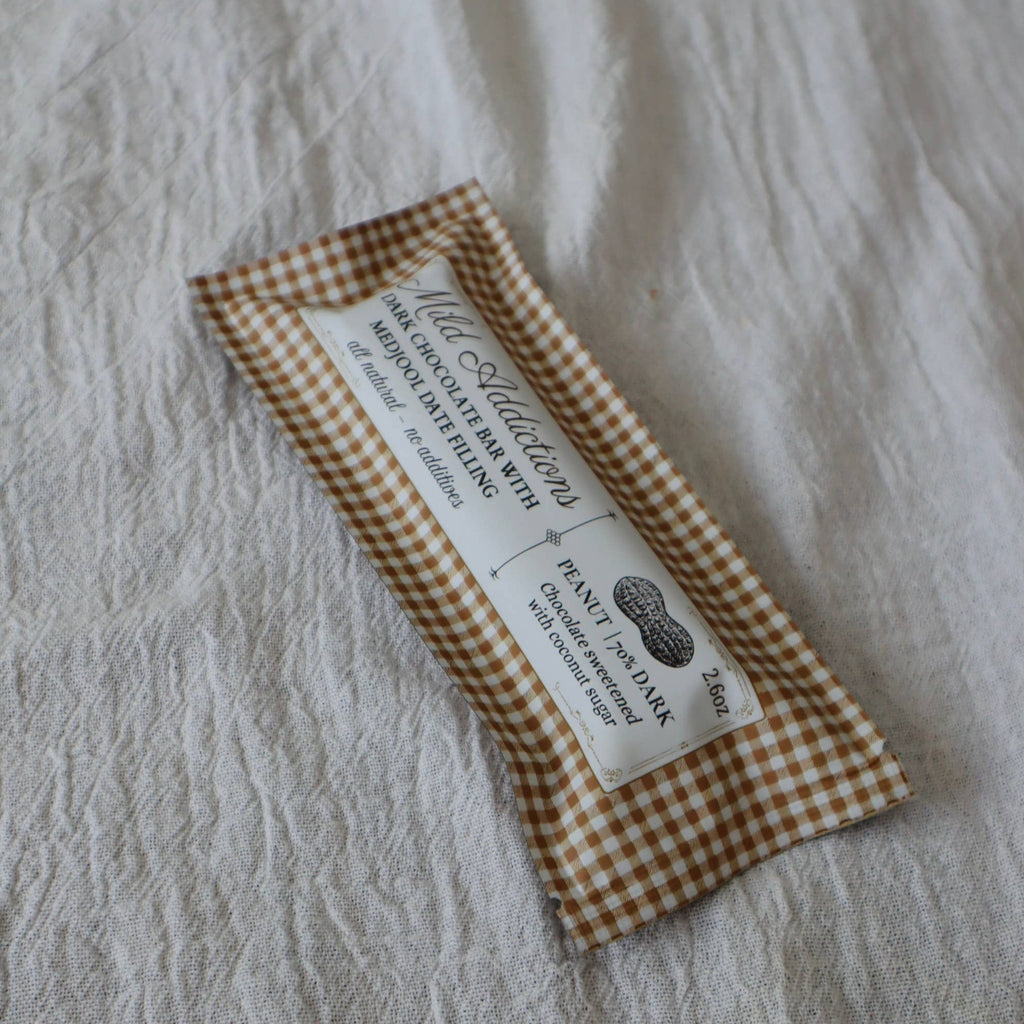 Mild Addictions
DARK CHOCOLATE BAR WITH
MEDJOOL DATE FILLING
all natural – no additives
PEANUT | 70% DARK
Chocolate sweetened
with coconut sugar
2.6oz